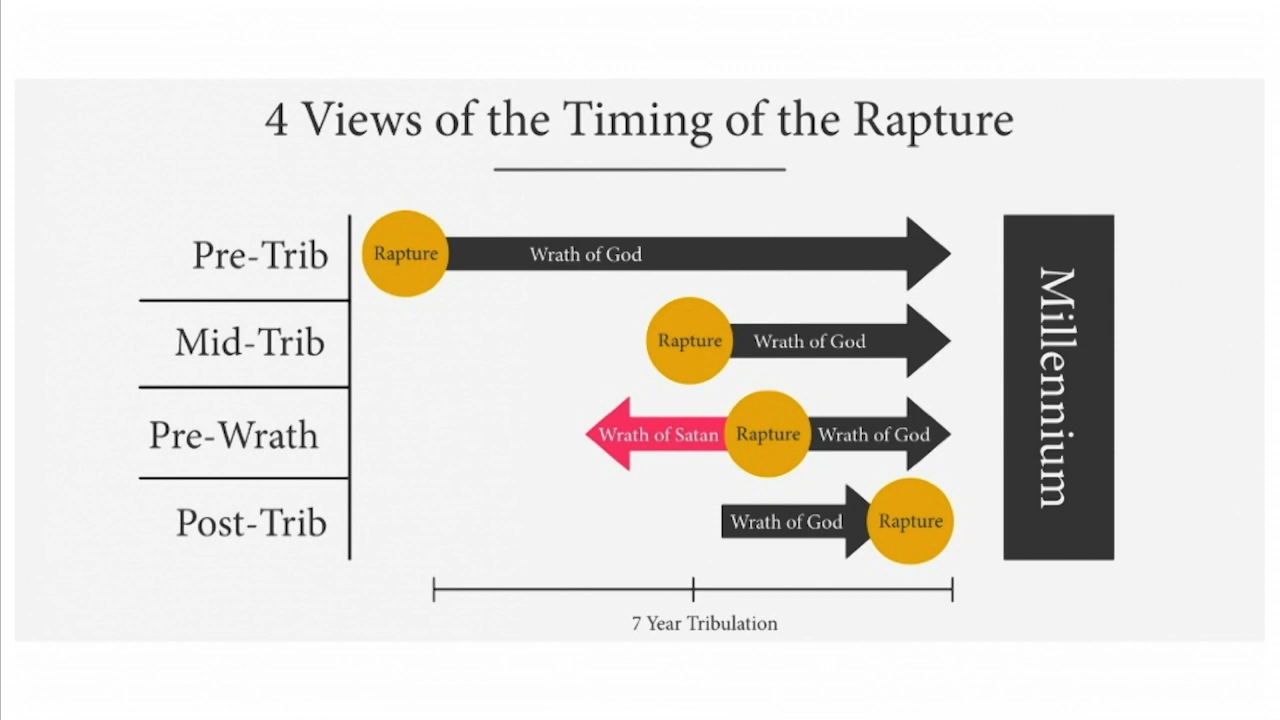 4 Views of the Timing of the Rapture
Pre-Trib
Rapture
Wrath of God
Mid-Trib
Rapture
Wrath of God
Pre-Wrath
Wrath of Satan
Rapture
Wrath of God
Post-Trib
Wrath of God
Rapture
Millennium
7 Year Tribulation